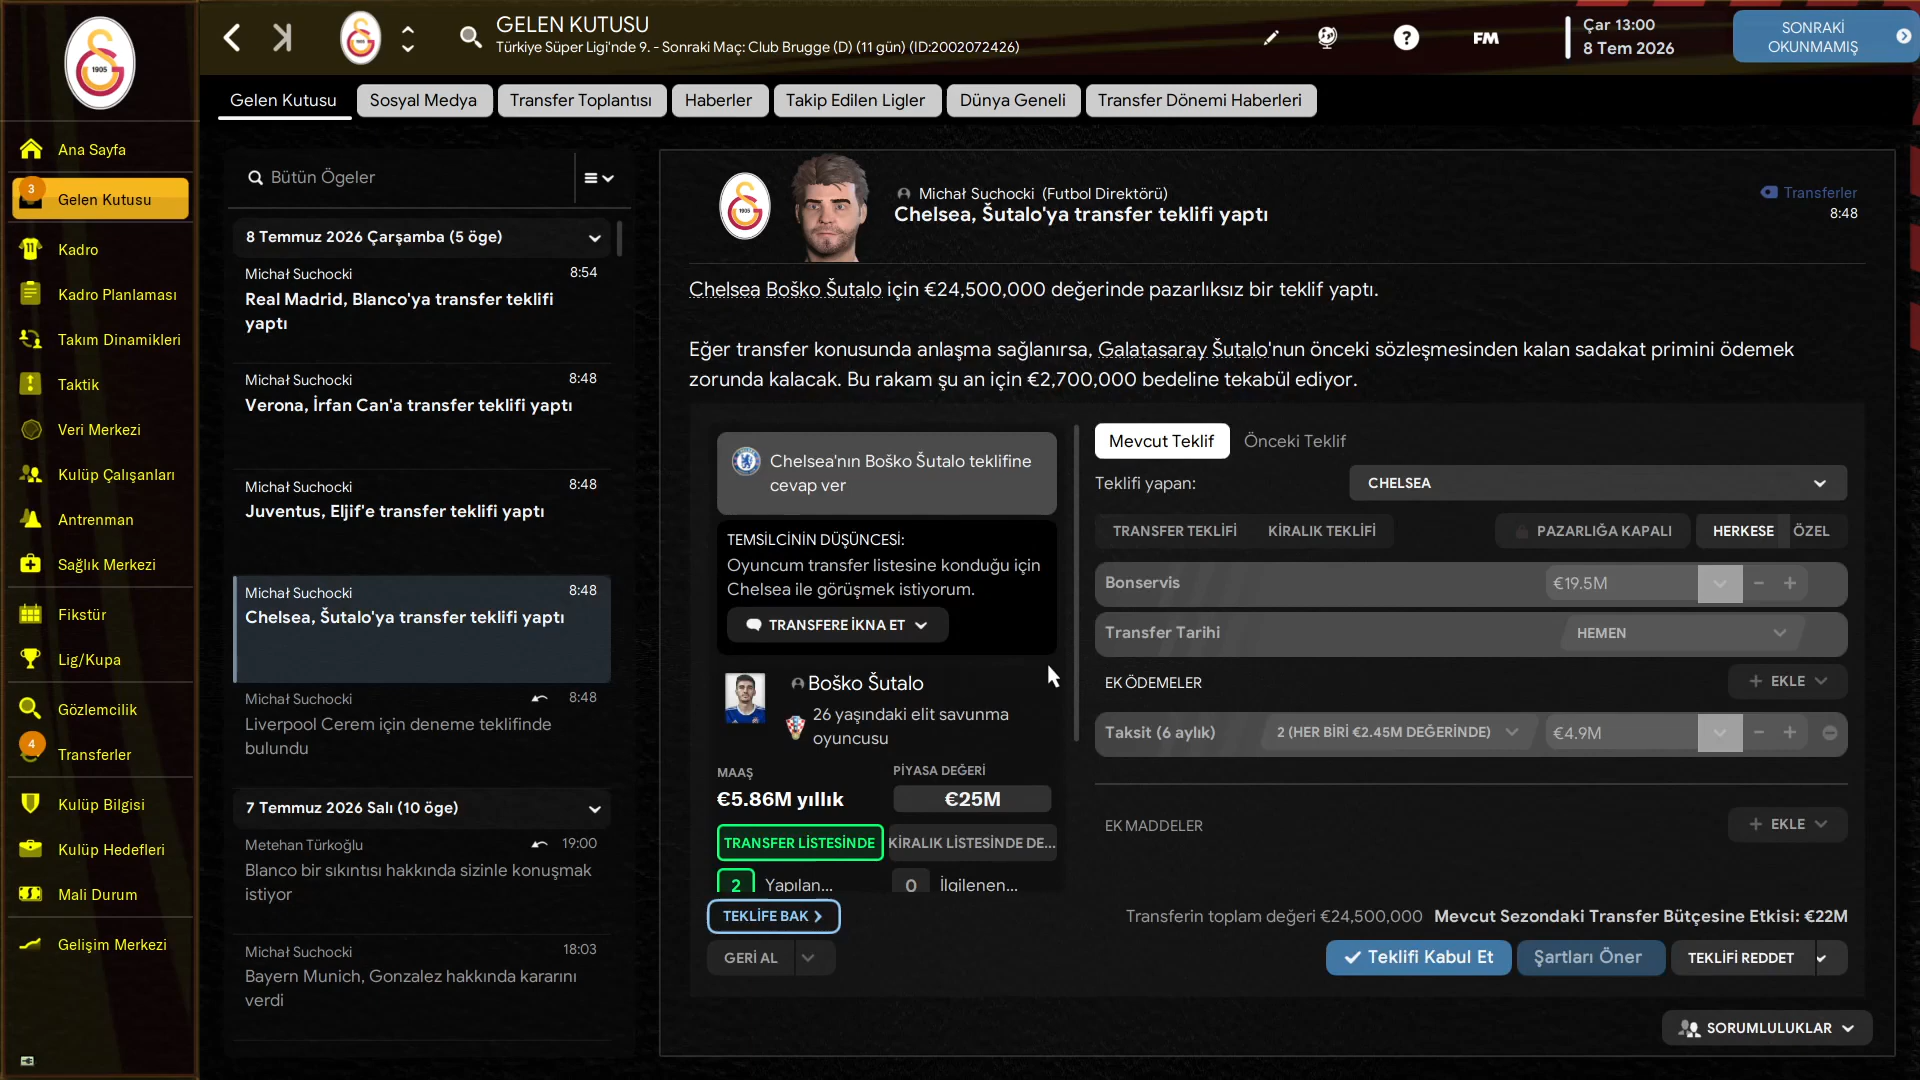 GELEN KUTUSU
Türkiye Süper Ligi'nde 9. - Sonraki Maç: Club Brugge (D) (11 gün) (ID:2002072426)
FM
Çar 13:00
8 Tem 2026
SONRAKİ
OKUNMAMIŞ
1905
Ana Sayfa
3
Gelen Kutusu
Kadro
Kadro Planlaması
Takım Dinamikleri
Taktik
Veri Merkezi
Kulüp Çalışanları
Antrenman
Sağlık Merkezi
Fikstür
Lig/Kupa
Gözlemcilik
4
Transferler
Kulüp Bilgisi
Kulüp Hedefleri
Mali Durum
Gelişim Merkezi
Gelen Kutusu
Sosyal Medya
Transfer Toplantısı
Haberler
Takip Edilen Ligler
Dünya Geneli
Transfer Dönemi Haberleri
Bütün Ögeler
8 Temmuz 2026 Çarşamba (5 öge)
Michał Suchocki 8:54
Real Madrid, Blanco'ya transfer teklifi
yaptı
Michał Suchocki 8:48
Verona, İrfan Can'a transfer teklifi yaptı
Michał Suchocki 8:48
Juventus, Eljif'e transfer teklifi yaptı
Michał Suchocki 8:48
Chelsea, Šutalo'ya transfer teklifi yaptı
Michał Suchocki 8:48
Liverpool Cerem için deneme teklifinde
bulundu
7 Temmuz 2026 Salı (10 öge)
Metehan Türkoğlu 19:00
Blanco bir sıkıntısı hakkında sizinle konuşmak
istiyor
Michał Suchocki 18:03
Bayern Munich, Gonzalez hakkında kararını
verdi
1905
Michał Suchocki (Futbol Direktörü)
Chelsea, Šutalo'ya transfer teklifi yaptı
Transferler
8:48
Chelsea Boško Šutalo için €24,500,000 değerinde pazarlıksız bir teklif yaptı.
Eğer transfer konusunda anlaşma sağlanırsa, Galatasaray Šutalo'nun önceki sözleşmesinden kalan sadakat primini ödemek
zorunda kalacak. Bu rakam şu an için €2,700,000 bedeline tekabül ediyor.
Chelsea'nın Boško Šutalo teklifine
cevap ver
TEMSİLCİNİN DÜŞÜNCESİ:
Oyuncum transfer listesine konduğu için
Chelsea ile görüşmek istiyorum.
TRANSFERE İKNA ET
Boško Šutalo
26 yaşındaki elit savunma
oyuncusu
MAAŞ
PİYASA DEĞERİ
€5.86M yıllık
€25M
TRANSFER LİSTESİNDE
KİRALIK LİSTESİNDE DE...
2 Yapılan...
0 İlgilenen...
TEKLİFE BAK
GERİ AL
Mevcut Teklif
Önceki Teklif
Teklifi yapan:
CHELSEA
TRANSFER TEKLİFİ
KİRALIK TEKLİFİ
PAZARLIĞA KAPALI
HERKESE
ÖZEL
Bonservis
€19.5M
Transfer Tarihi
HEMEN
EK ÖDEMELER
EKLE
Taksit (6 aylık)
2 (HER BİRİ €2.45M DEĞERİNDE)
€4.9M
EK MADDELER
EKLE
Transferin toplam değeri €24,500,000 Mevcut Sezondaki Transfer Bütçesine Etkisi: €22M
Teklifi Kabul Et
Şartları Öner
TEKLİFİ REDDET
SORUMLULUKLAR